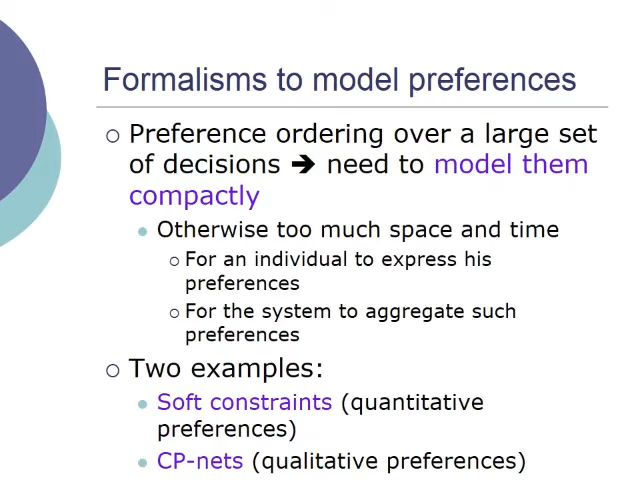 Formalisms to model preferences
○ Preference ordering over a large set
of decisions ➔ need to model them
compactly
● Otherwise too much space and time
○ For an individual to express his
preferences
○ For the system to aggregate such
preferences
○ Two examples:
● Soft constraints (quantitative
preferences)
● CP-nets (qualitative preferences)